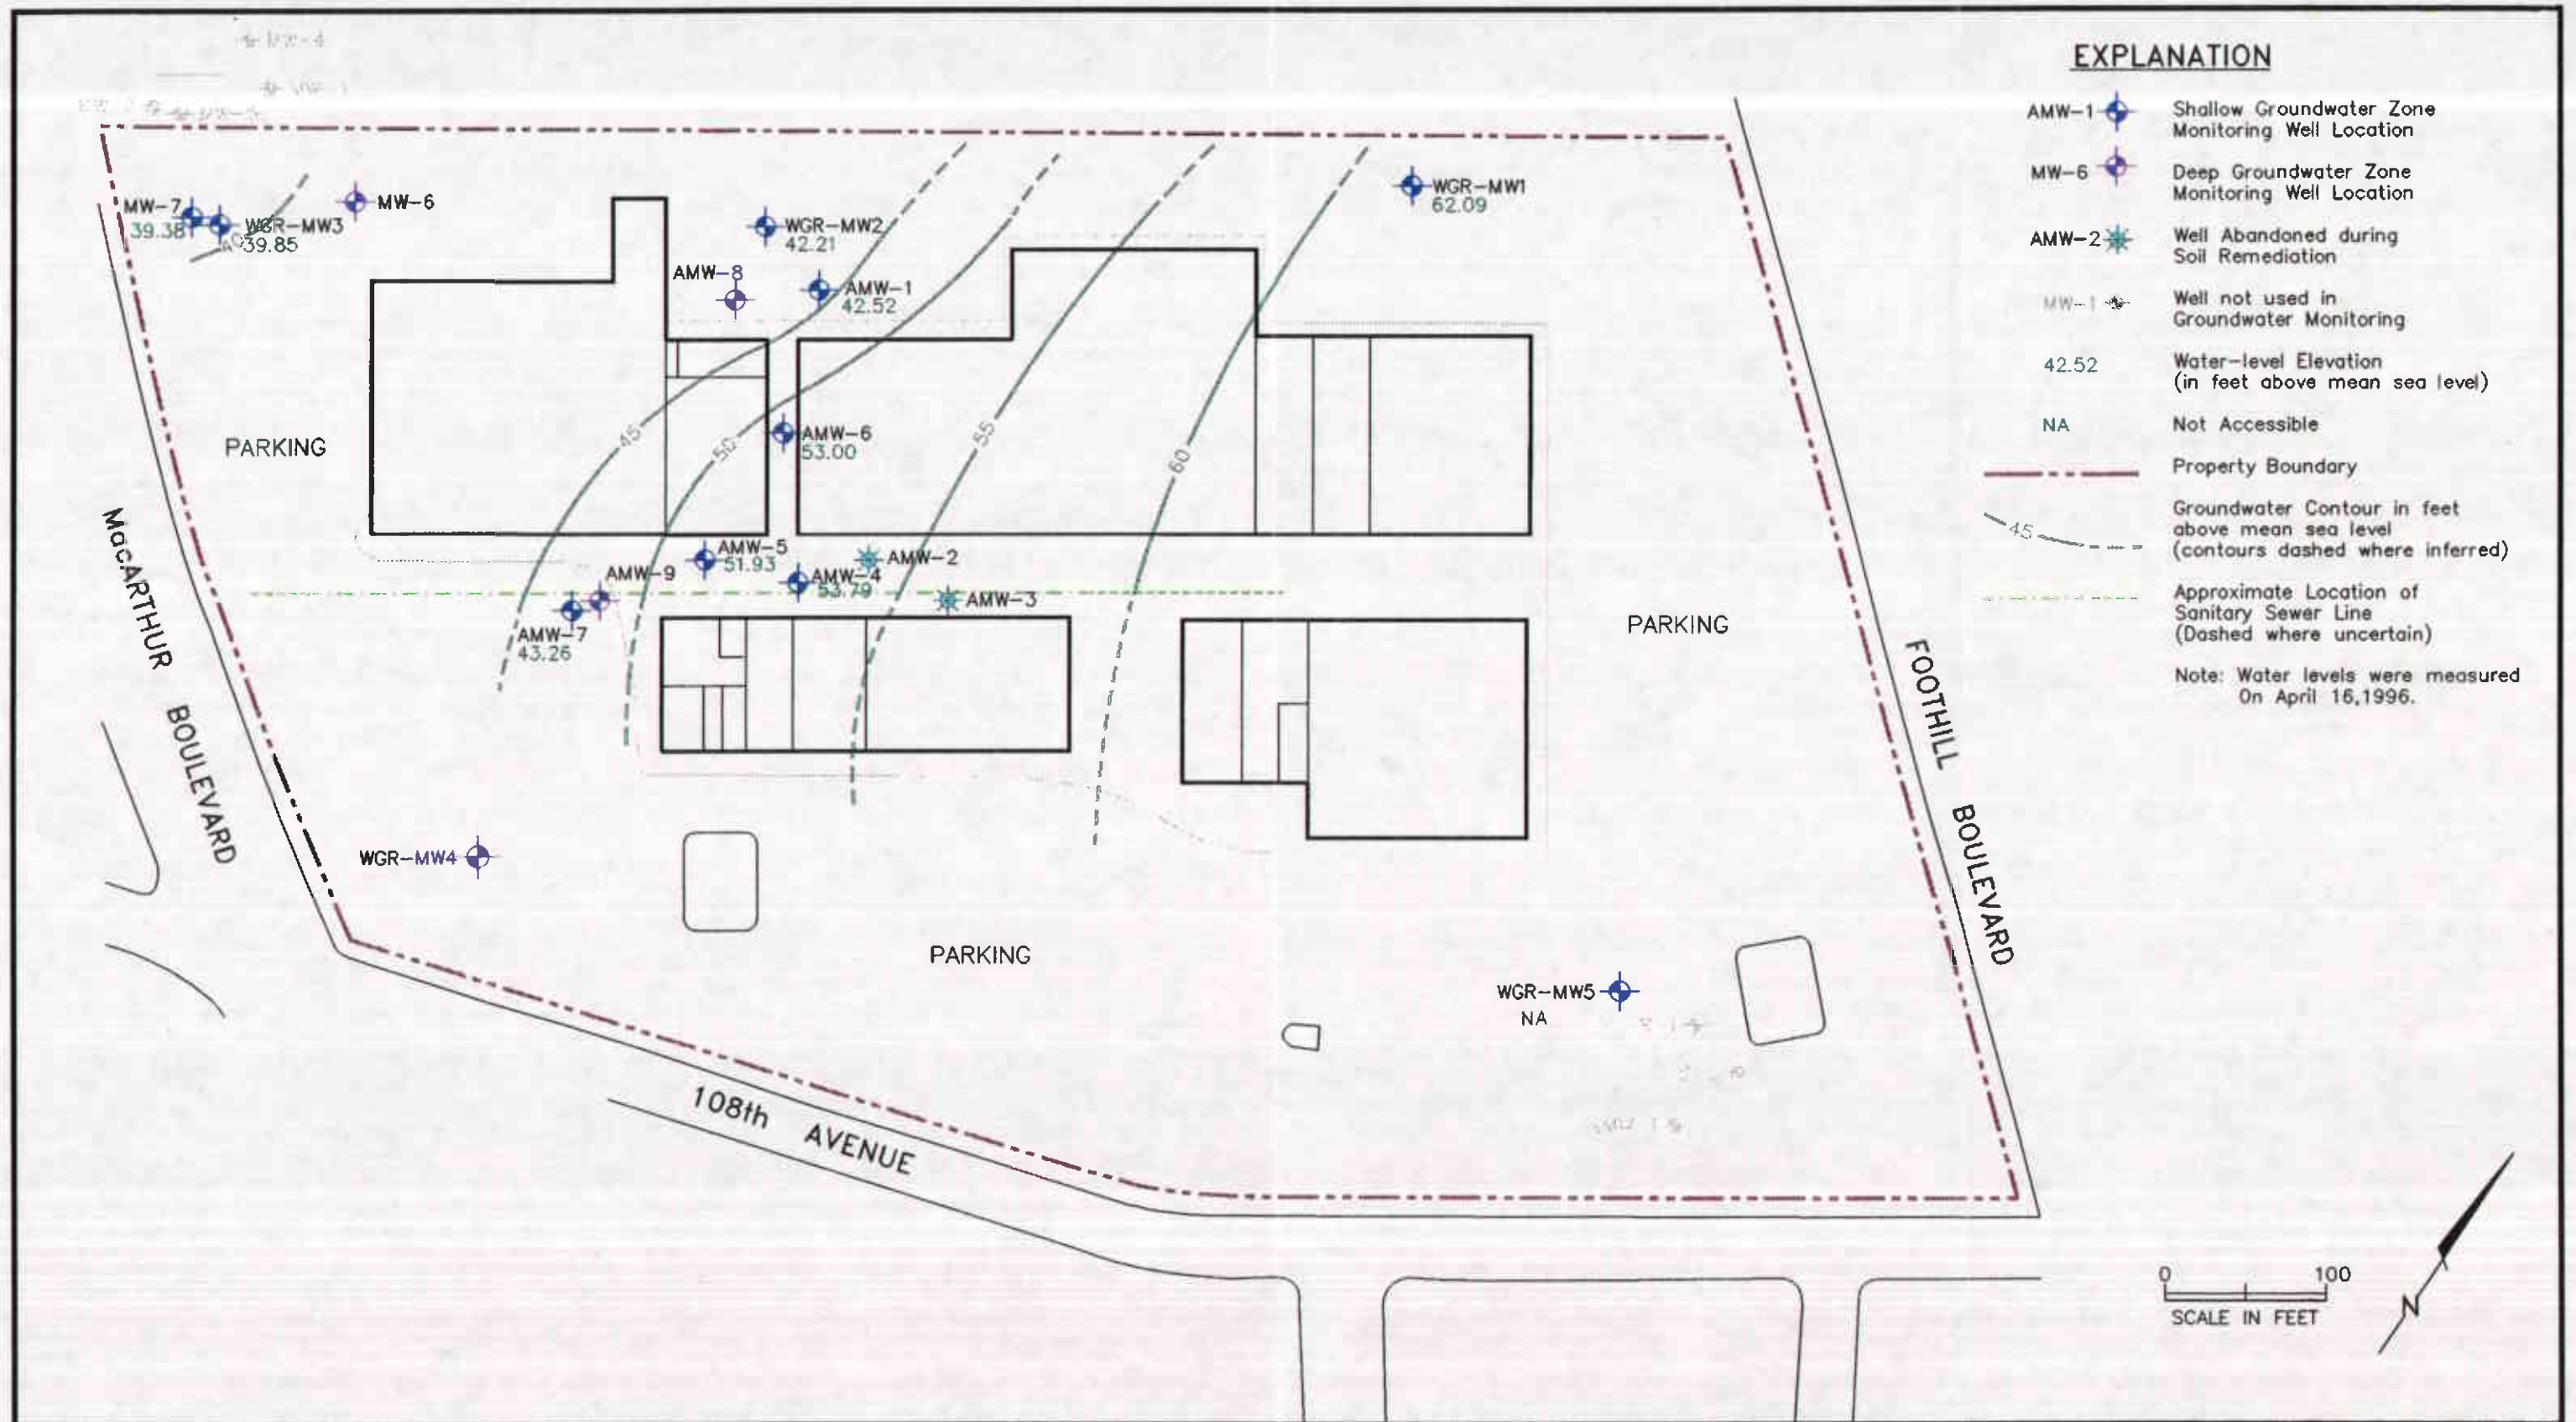 EXPLANATION
AMW-1
Shallow Groundwater Zone
Monitoring Well Location
MW-6
Deep Groundwater Zone
Monitoring Well Location
AMW-2
Well Abandoned during
Soil Remediation
MW-1
Well not used in
Groundwater Monitoring
42.52
Water-level Elevation
(in feet above mean sea level)
NA
Not Accessible
Property Boundary
45
Groundwater Contour in feet
above mean sea level
(contours dashed where inferred)
Approximate Location of
Sanitary Sewer Line
(Dashed where uncertain)
Note: Water levels were measured
On April 16,1996.
MW-7
39.38
WGR-MW3
39.85
40
MW-6
WGR-MW2
42.21
AMW-8
AMW-1
42.52
WGR-MW1
62.09
45
50
55
60
AMW-6
53.00
PARKING
AMW-5
51.93
AMW-2
AMW-4
53.79
AMW-9
AMW-3
AMW-7
43.26
PARKING
MacARTHUR BOULEVARD
FOOTHILL BOULEVARD
WGR-MW4
PARKING
WGR-MW5
NA
108th AVENUE
0 100
SCALE IN FEET
N